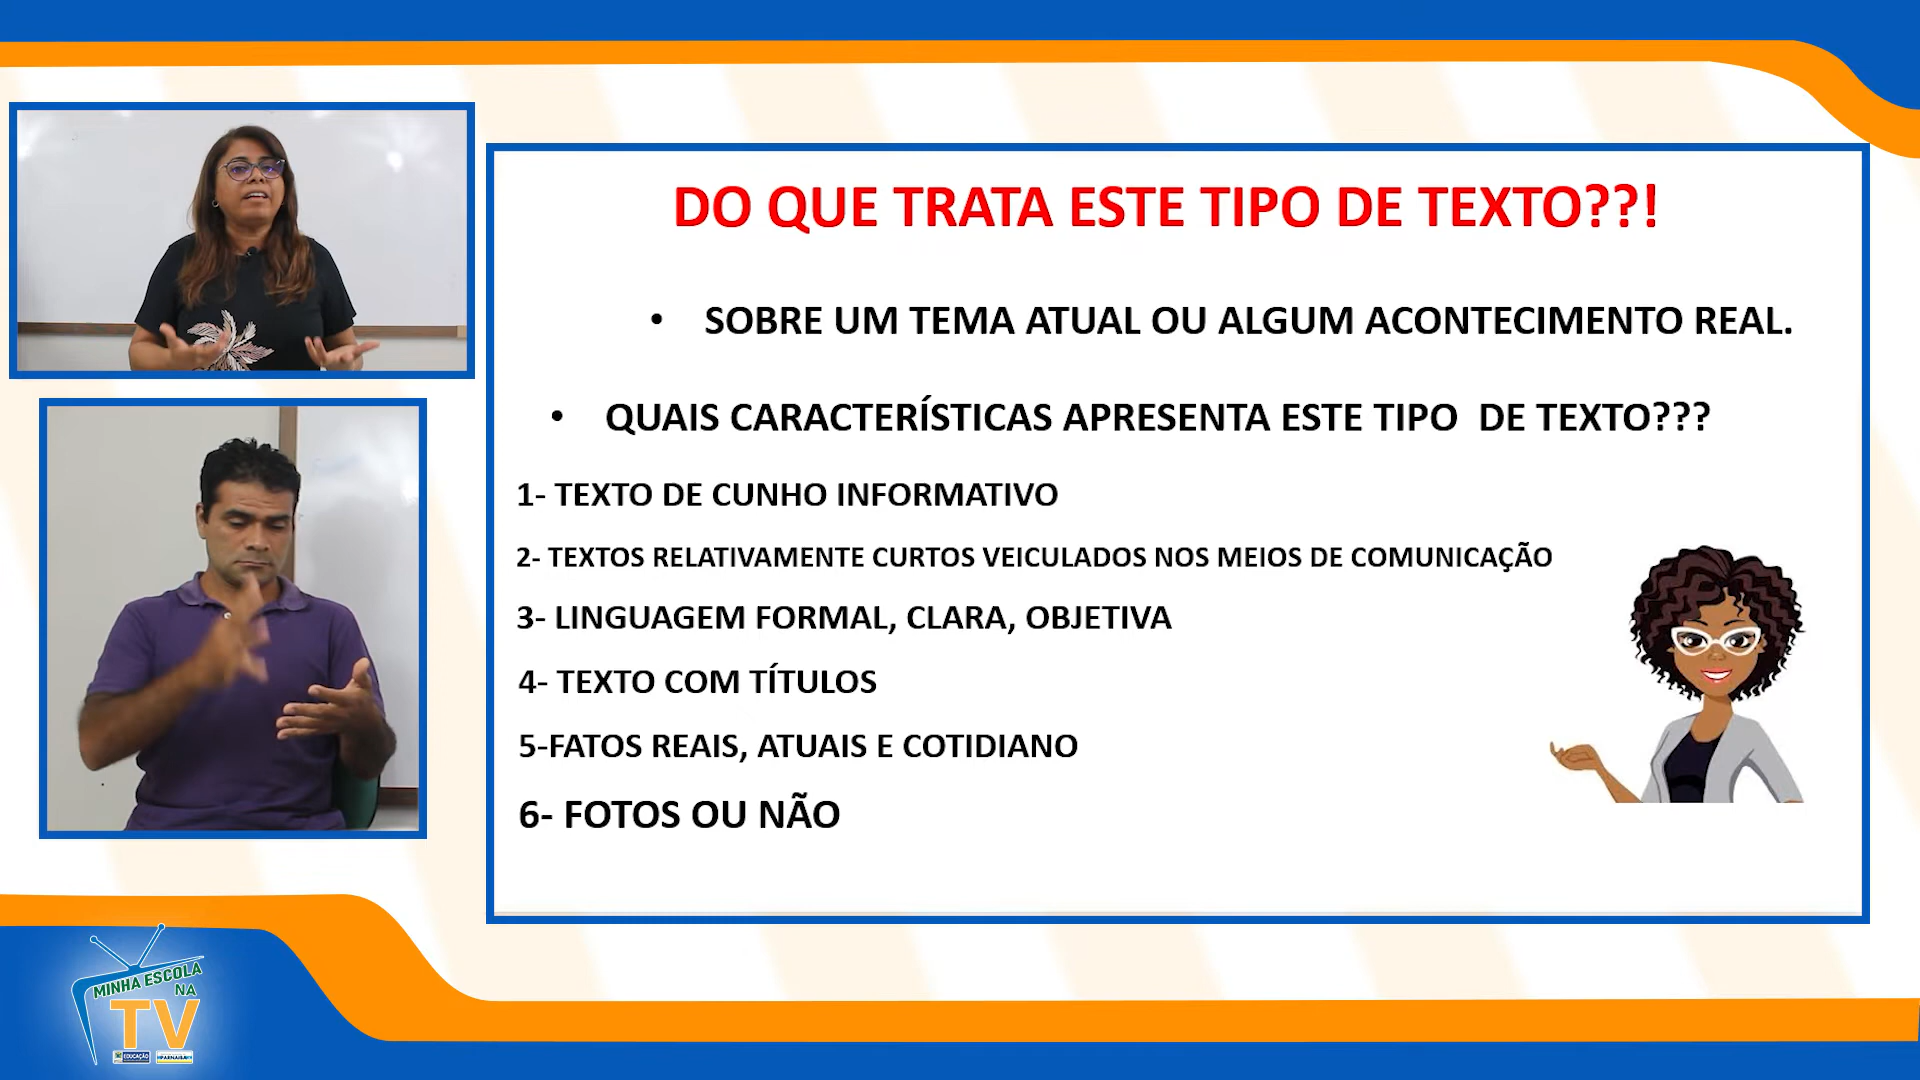 DO QUE TRATA ESTE TIPO DE TEXTO??!
• SOBRE UM TEMA ATUAL OU ALGUM ACONTECIMENTO REAL.
• QUAIS CARACTERÍSTICAS APRESENTA ESTE TIPO DE TEXTO???
1- TEXTO DE CUNHO INFORMATIVO
2- TEXTOS RELATIVAMENTE CURTOS VEICULADOS NOS MEIOS DE COMUNICAÇÃO
3- LINGUAGEM FORMAL, CLARA, OBJETIVA
4- TEXTO COM TÍTULOS
5-FATOS REAIS, ATUAIS E COTIDIANO
6- FOTOS OU NÃO
MINHA ESCOLA
NA
TV
EDUCAÇÃO
PARNAÍBA